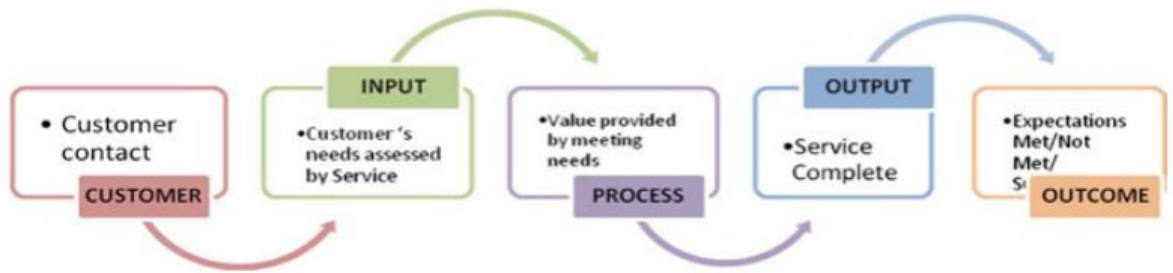 • Customer
contact
CUSTOMER
INPUT
•Customer ‘s
needs assessed
by Service
•Value provided
by meeting
needs
PROCESS
OUTPUT
•Service
Complete
•Expectations
Met/Not
Met/
OUTCOME